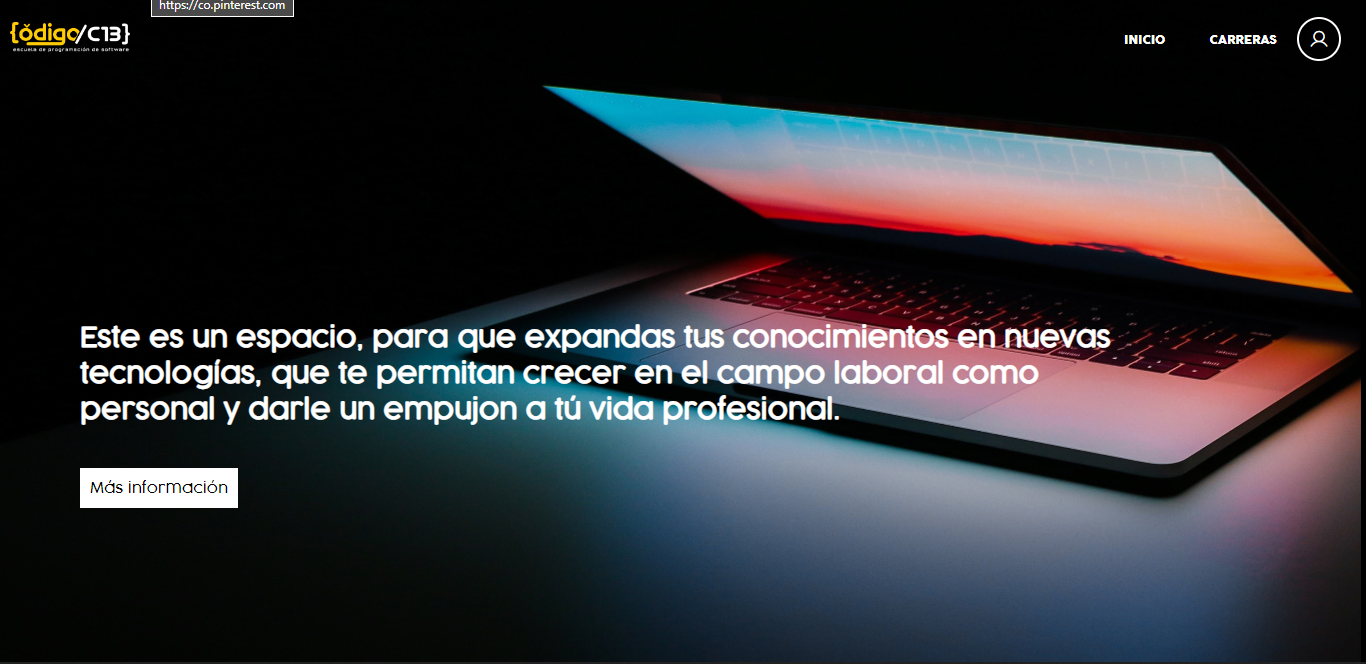 https://co.pinterest.com
{ódigo/C13}
escuela de programación de software
INICIO
CARRERAS
Este es un espacio, para que expandas tus conocimientos en nuevas
tecnologías, que te permitan crecer en el campo laboral como
personal y darle un empujon a tú vida profesional.
Más información